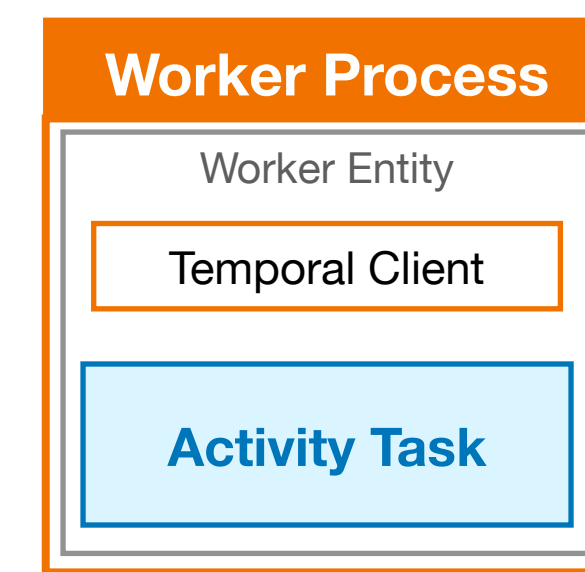 Worker Process
Worker Entity
Temporal Client
Activity Task